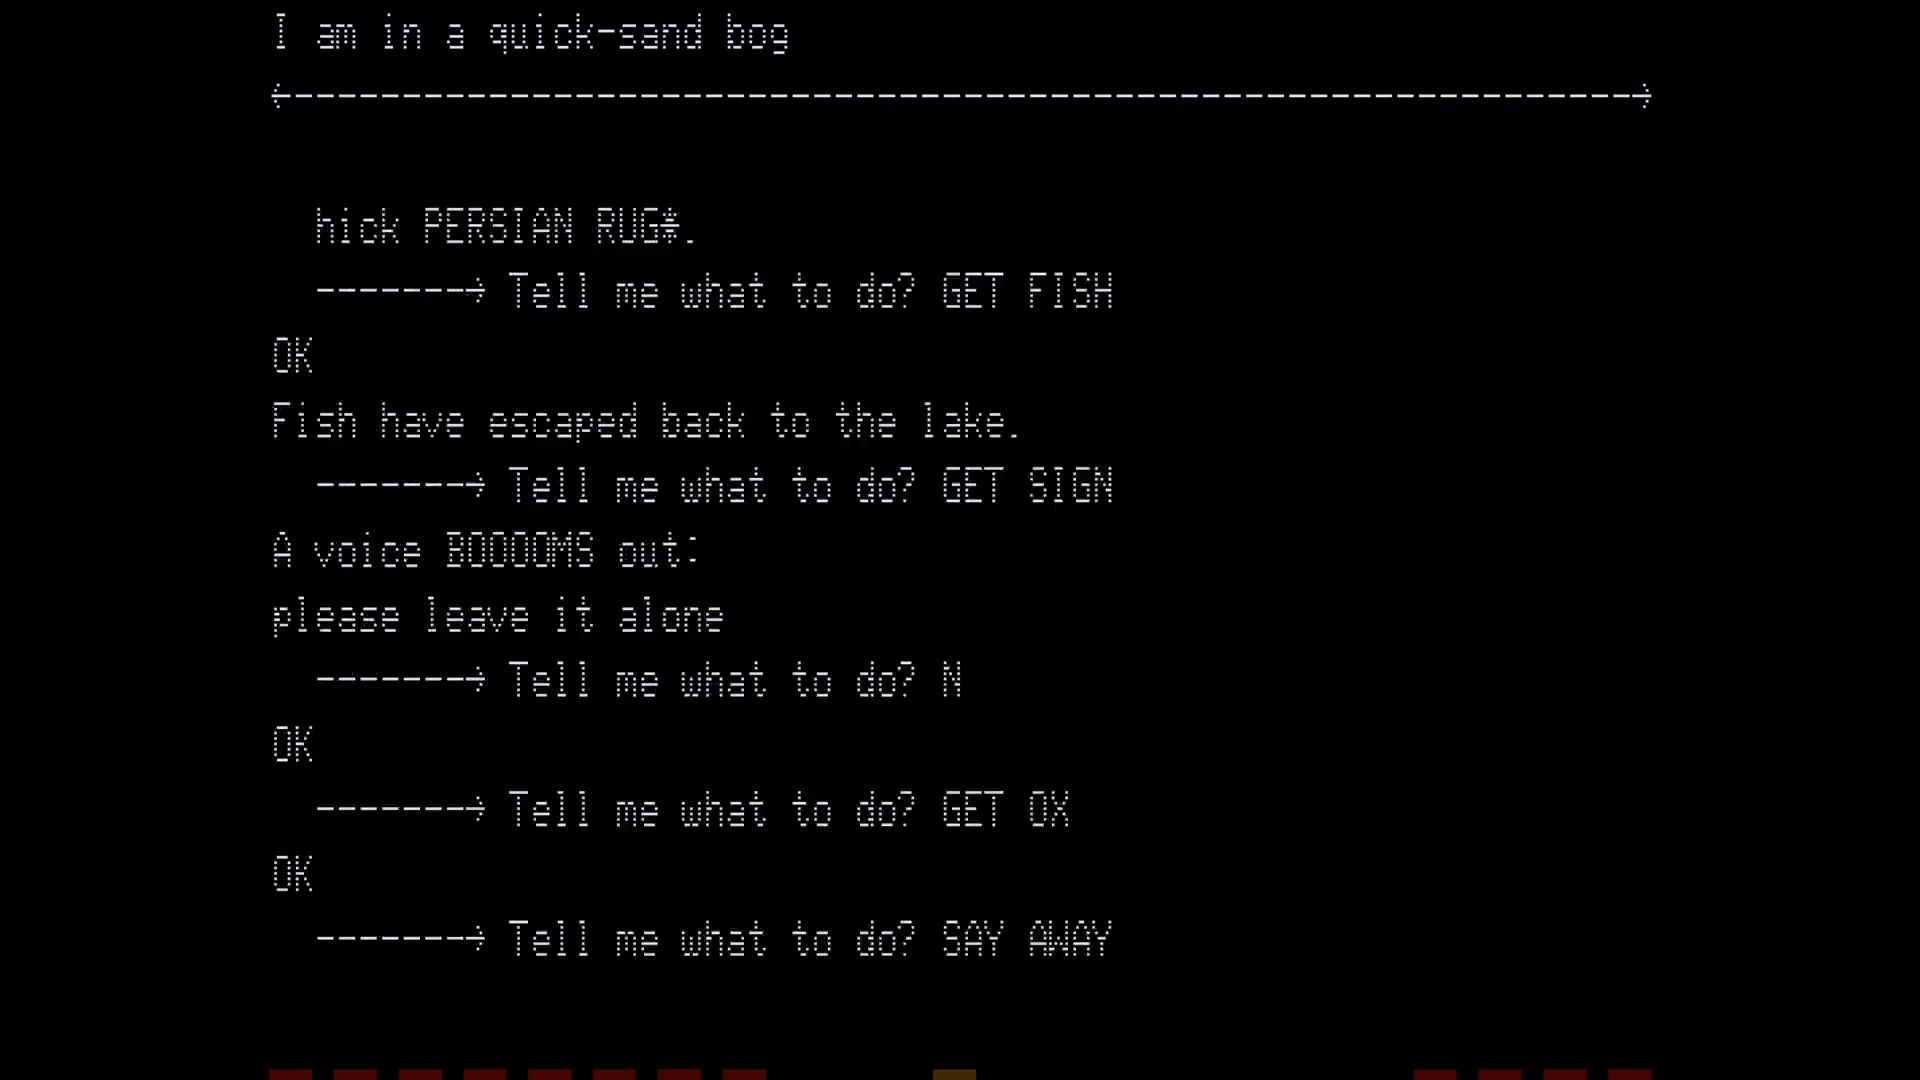 I am in a quick-sand bog
<---------------------------------------------------------------->
hick PERSIAN RUG*.
-------> Tell me what to do? GET FISH
OK
Fish have escaped back to the lake.
-------> Tell me what to do? GET SIGN
A voice BOOOOMS out:
please leave it alone
-------> Tell me what to do? N
OK
-------> Tell me what to do? GET OX
OK
-------> Tell me what to do? SAY AWAY